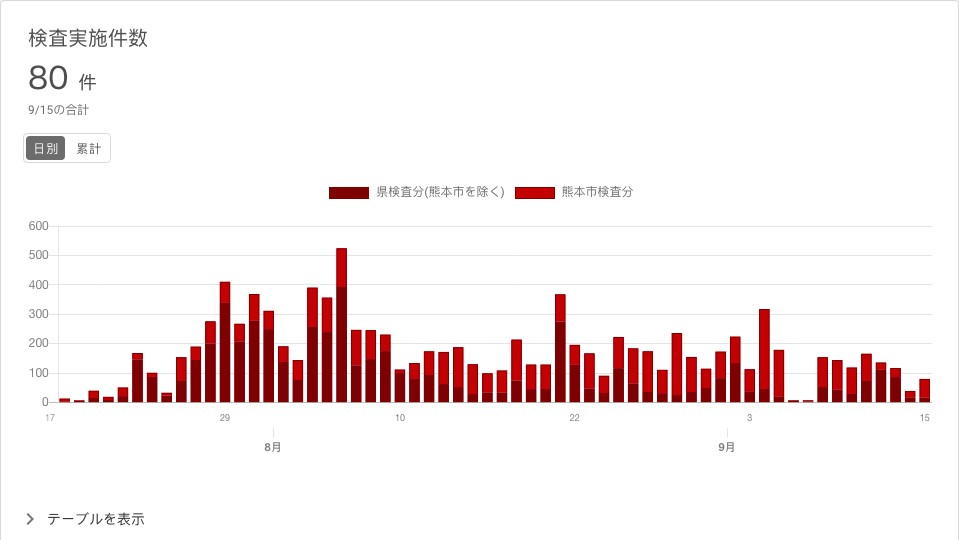 検査実施件数
80 件
9/15の合計
日別 累計
県検査分(熊本市を除く) 熊本市検査分
600
500
400
300
200
100
0
17 29 10 22 3 15
8月 9月
テーブルを表示